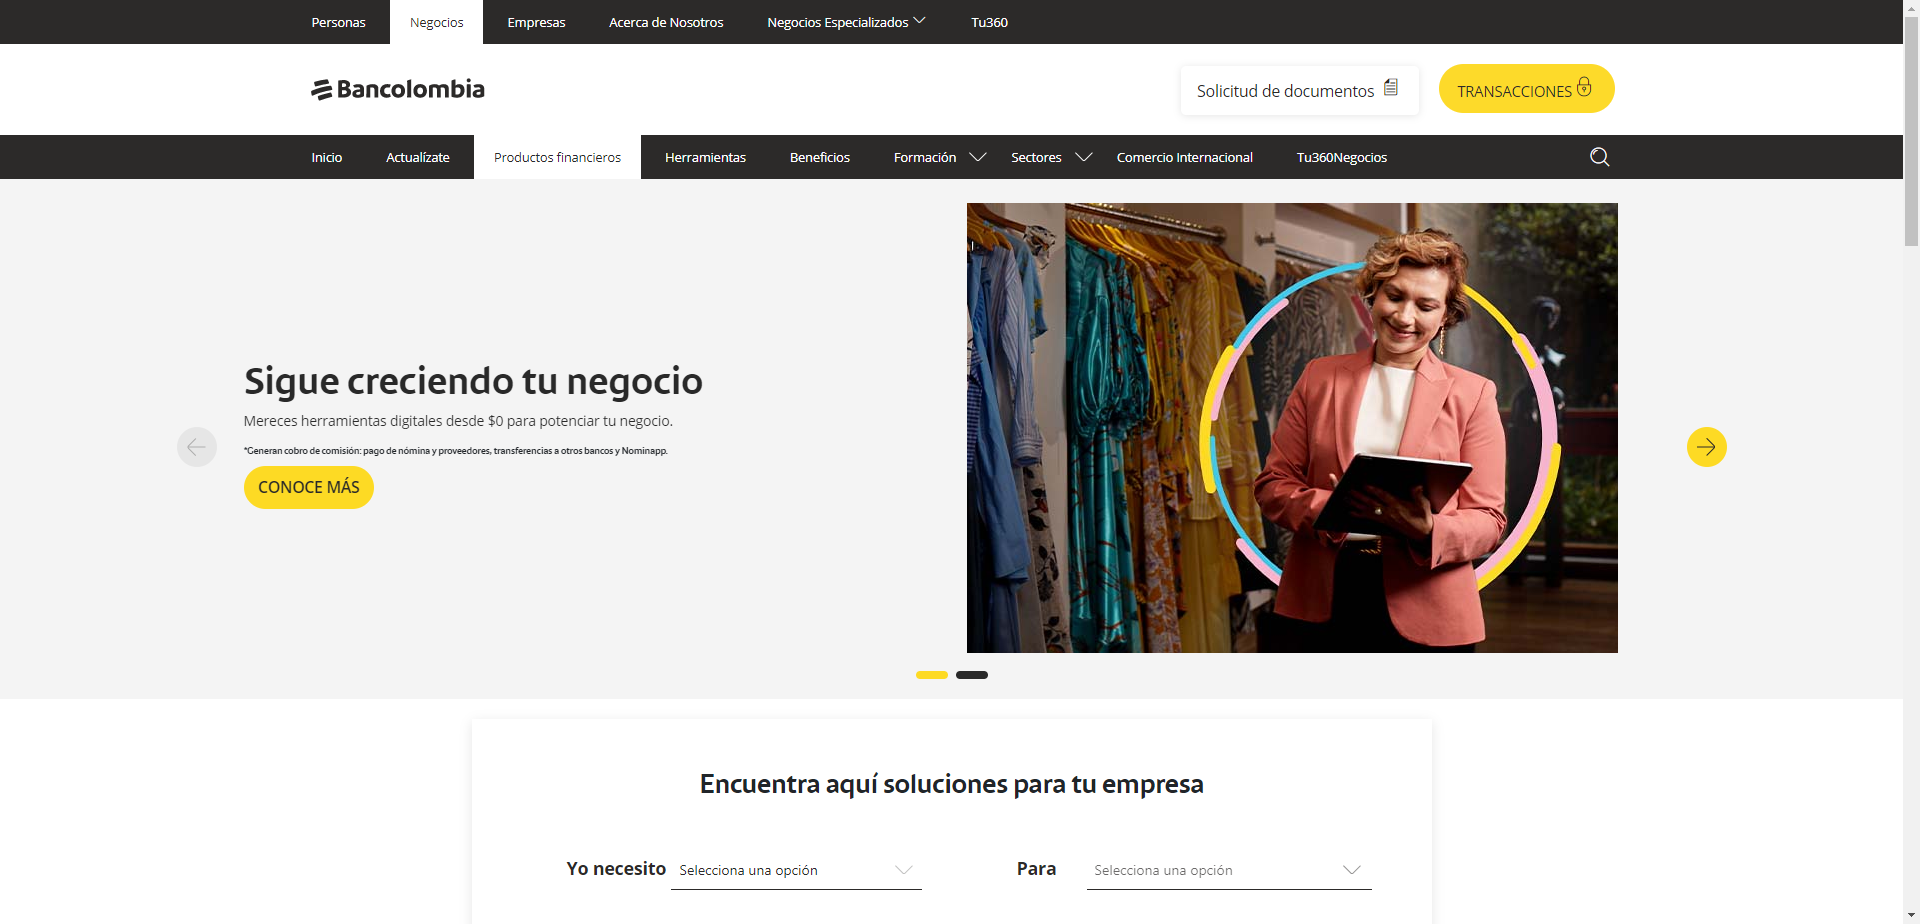 Personas Negocios Empresas Acerca de Nosotros Negocios Especializados Tu360
Bancolombia
Solicitud de documentos
TRANSACCIONES
Inicio Actualízate Productos financieros Herramientas Beneficios Formación Sectores Comercio Internacional Tu360Negocios
Sigue creciendo tu negocio
Mereces herramientas digitales desde $0 para potenciar tu negocio.
*Generan cobro de comisión: pago de nómina y proveedores, transferencias a otros bancos y Nominapp.
CONOCE MÁS
Encuentra aquí soluciones para tu empresa
Yo necesito Selecciona una opción Para Selecciona una opción